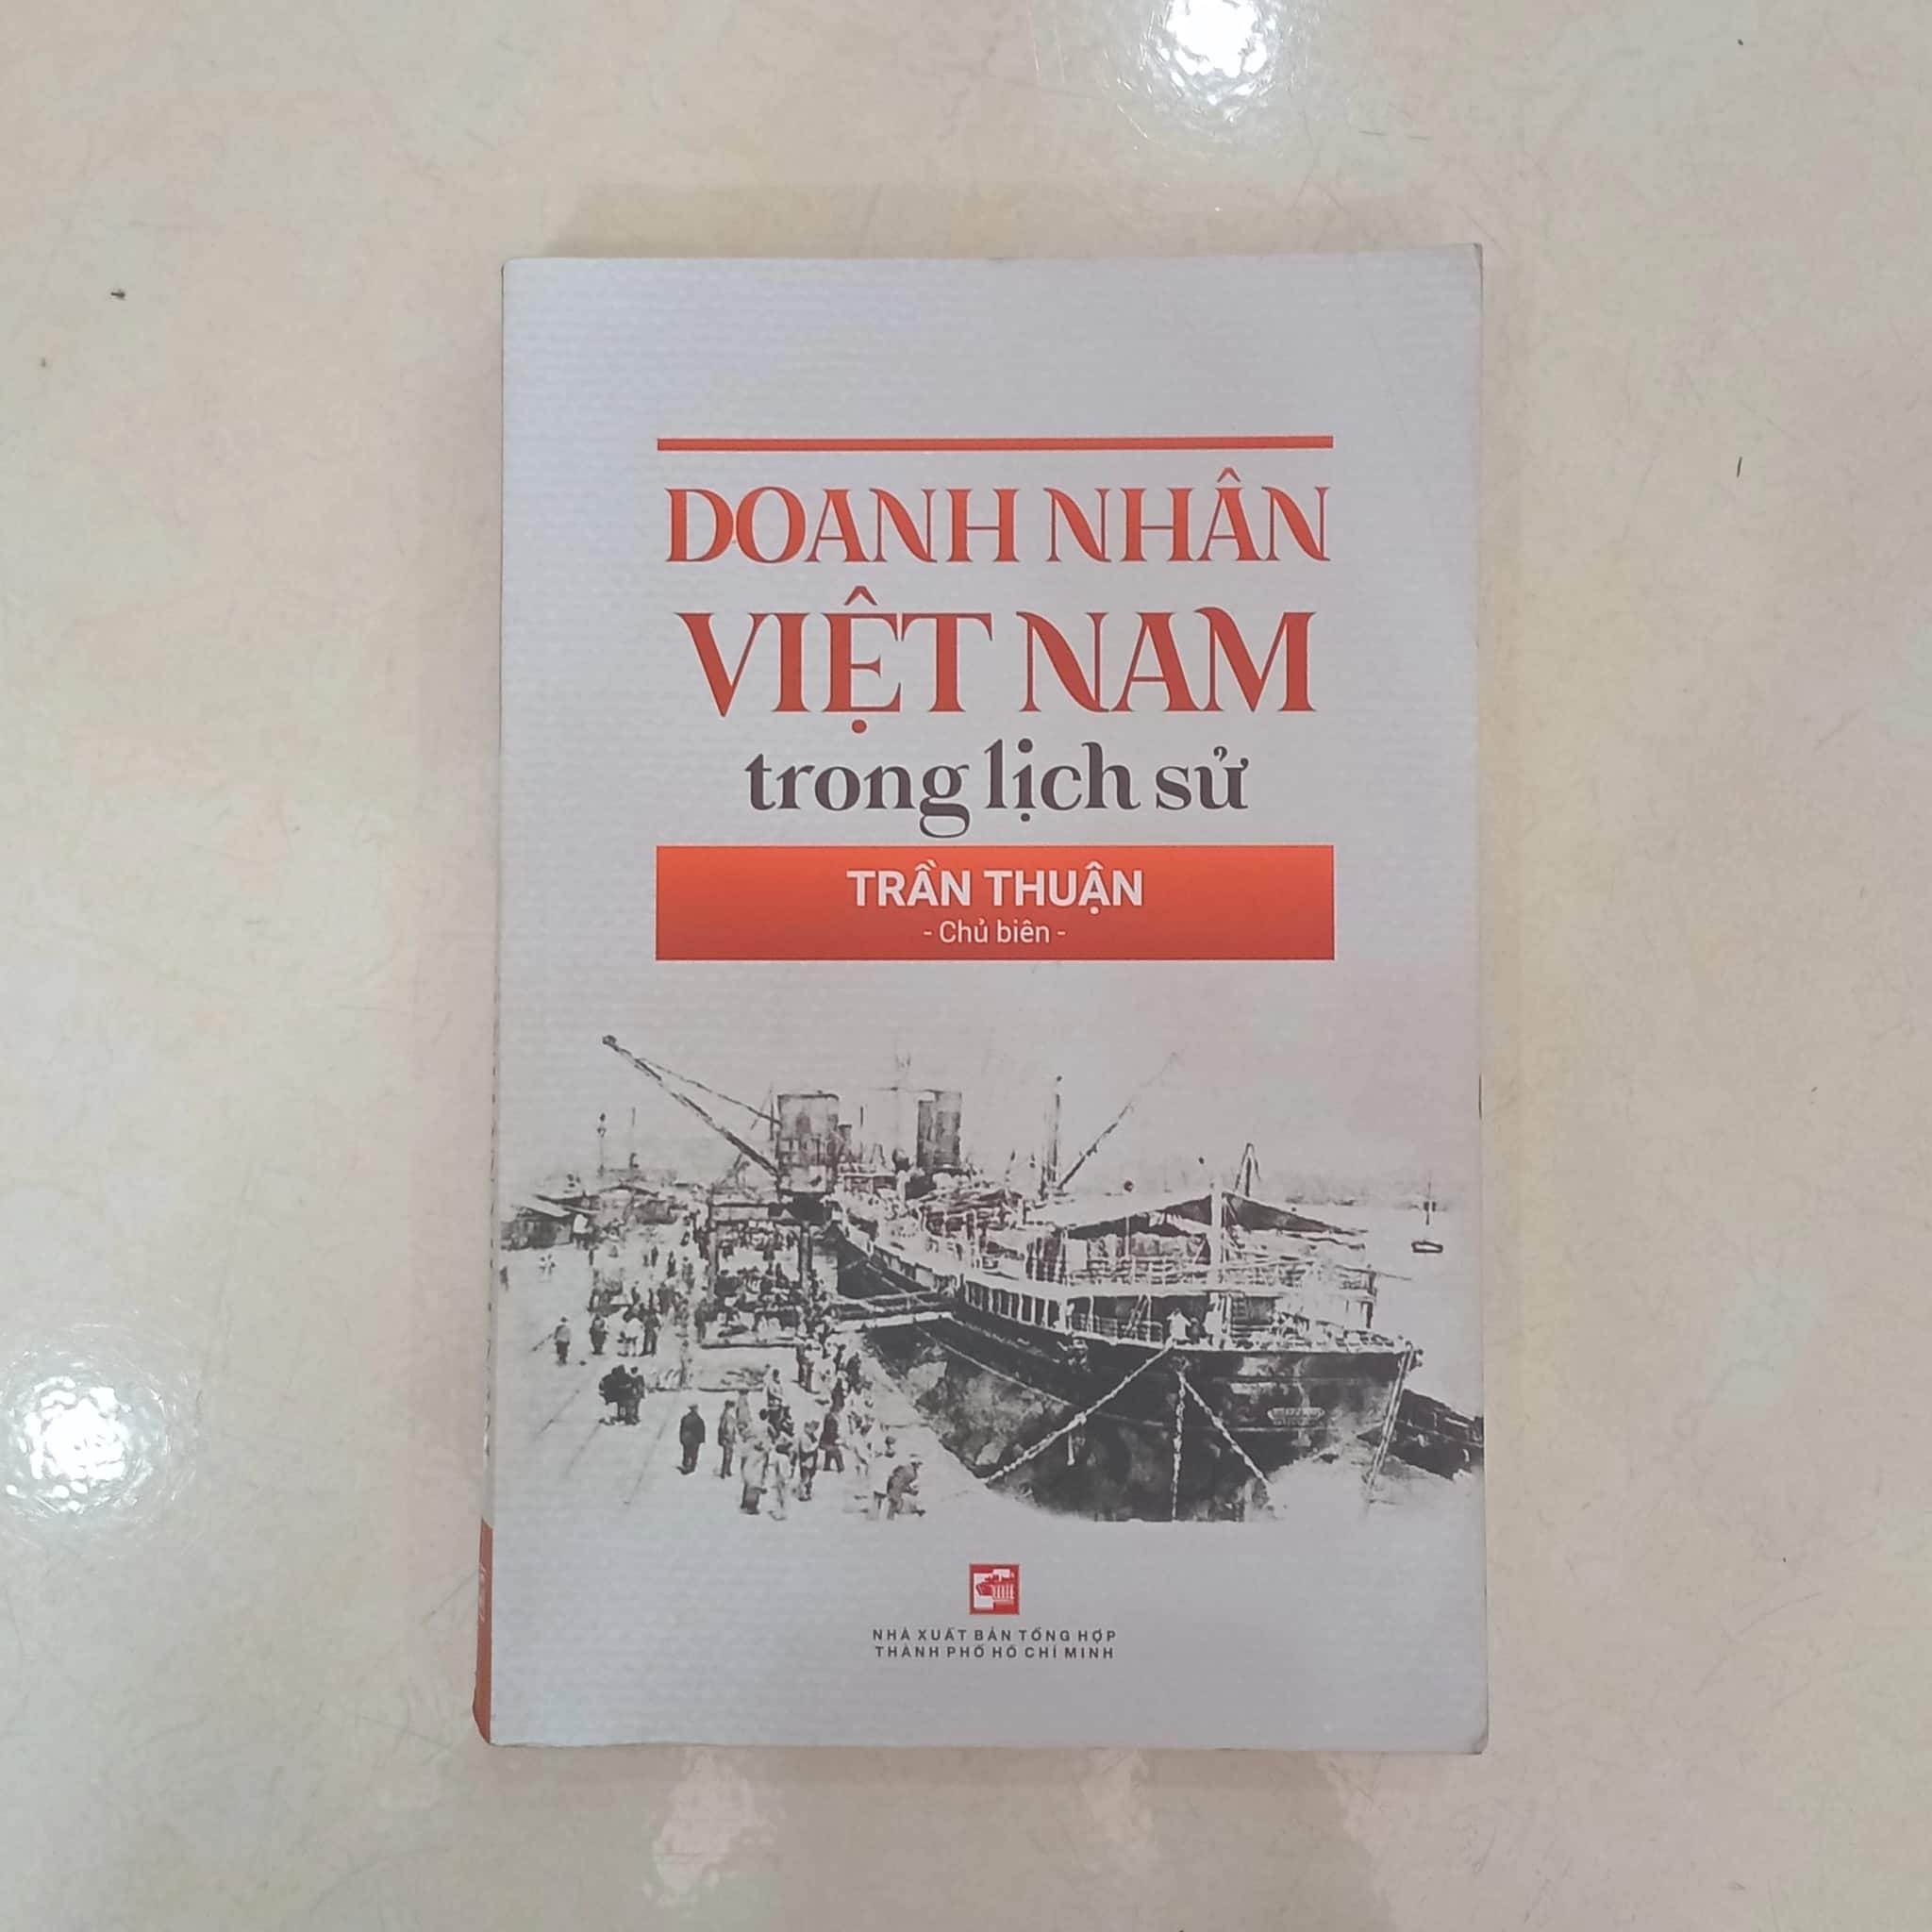 DOANH NHÂN
VIỆT NAM
trong lịch sử
TRẦN THUẬN
- Chủ biên -
NHÀ XUẤT BẢN TỔNG HỢP
THÀNH PHỐ HỒ CHÍ MINH